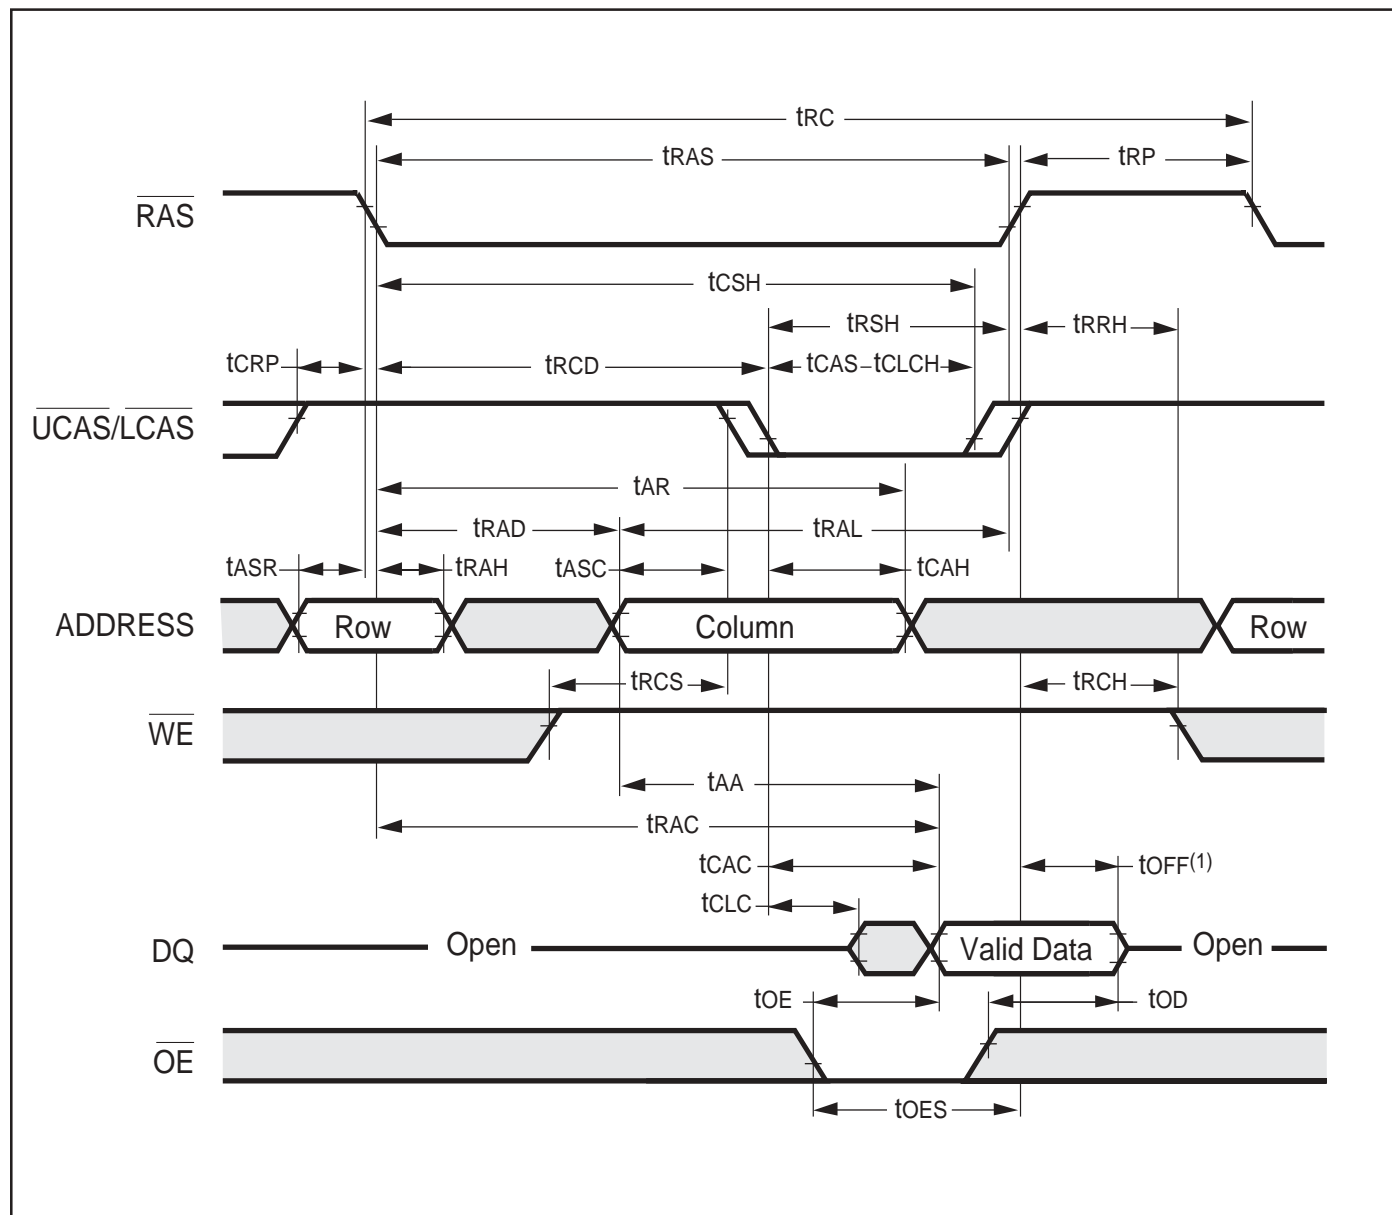 tRC
tRAS tRP
RAS
tCSH
tRSH tRRH
tCRP tRCD tCAS tCLCH
UCAS/LCAS
tAR
tRAD tRAL
tASR tRAH tASC tCAH
ADDRESS Row Column Row
tRCS tRCH
WE
tAA
tRAC
tCAC tOFF(1)
tCLC
DQ Open Valid Data Open
tOE tOD
OE
tOES